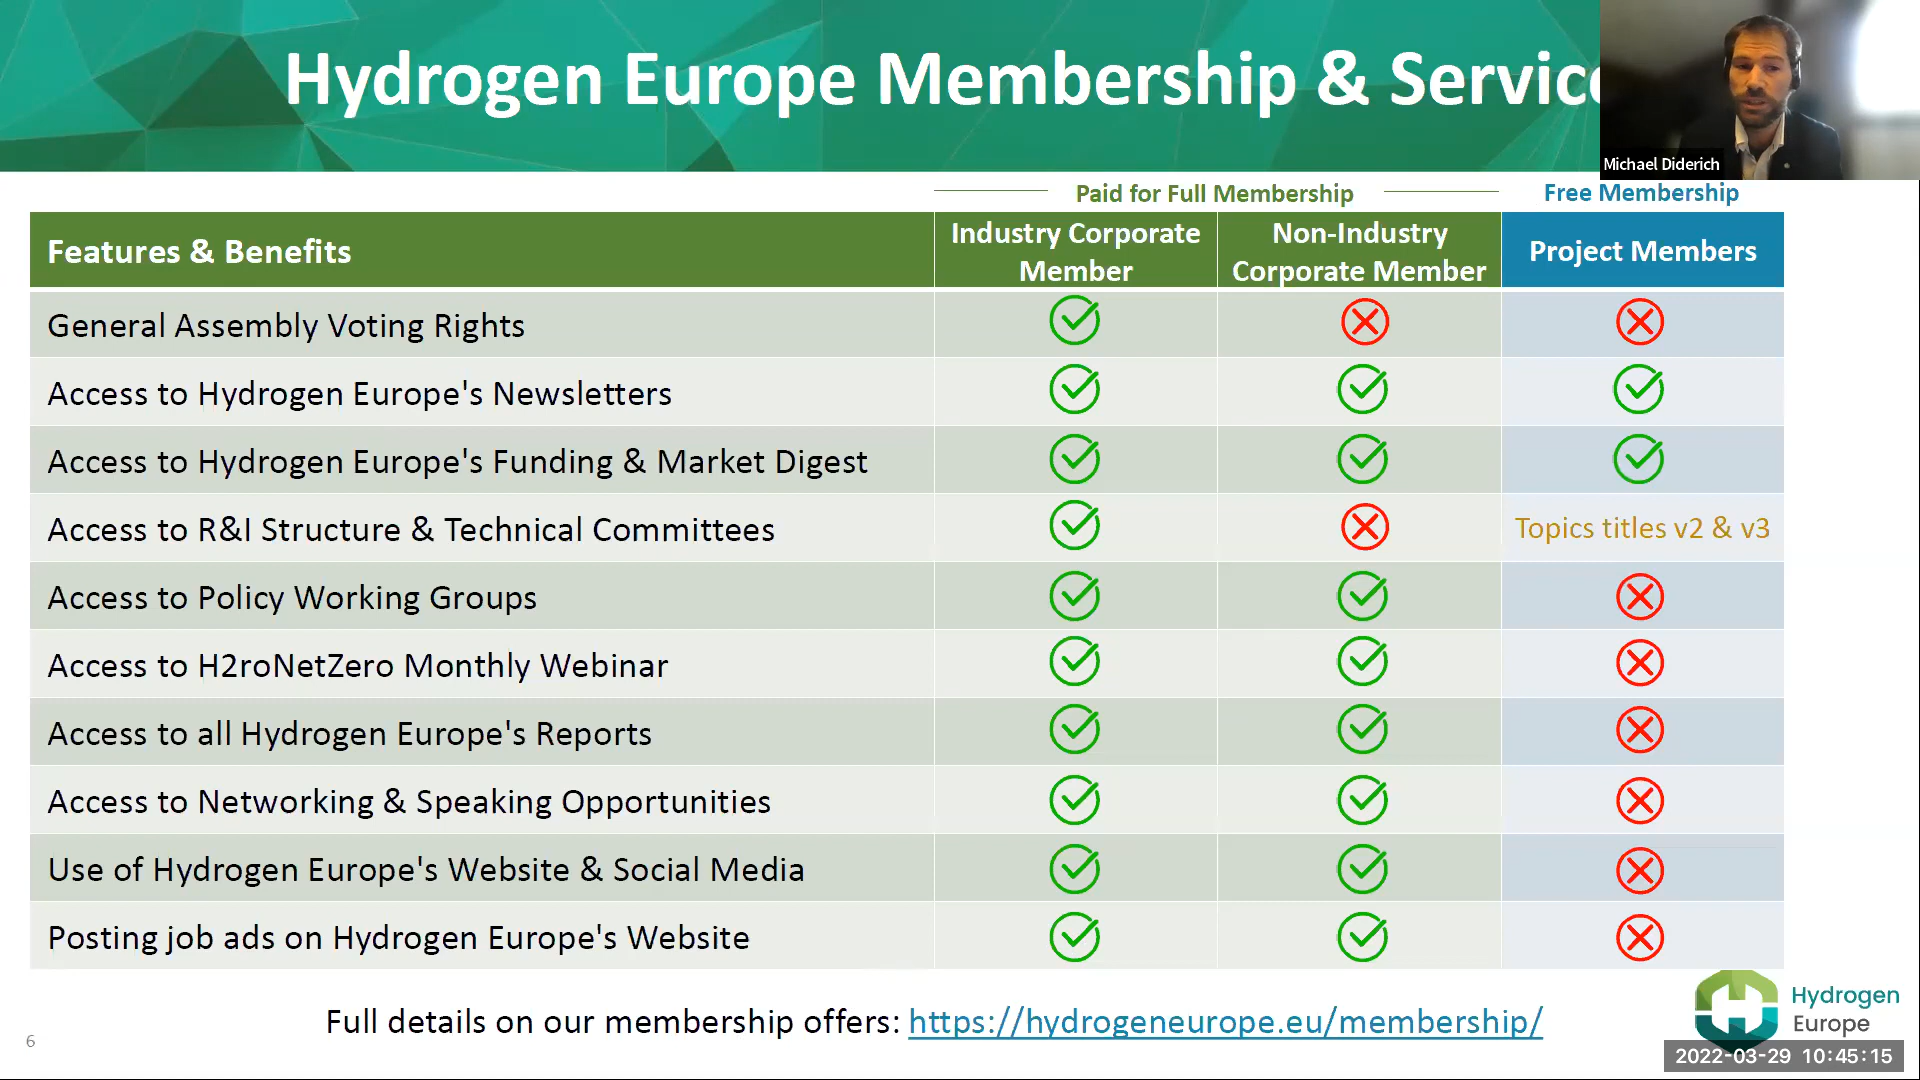 Hydrogen Europe Membership & Service
Michael Diderich
Paid for Full Membership
Free Membership
Features & Benefits
Industry Corporate
Member
Non-Industry
Corporate Member
Project Members
General Assembly Voting Rights
Access to Hydrogen Europe's Newsletters
Access to Hydrogen Europe's Funding & Market Digest
Access to R&I Structure & Technical Committees
Topics titles v2 & v3
Access to Policy Working Groups
Access to H2roNetZero Monthly Webinar
Access to all Hydrogen Europe's Reports
Access to Networking & Speaking Opportunities
Use of Hydrogen Europe's Website & Social Media
Posting job ads on Hydrogen Europe's Website
Full details on our membership offers: https://hydrogeneurope.eu/membership/
Hydrogen
Europe
6
2022-03-29 10:45:15